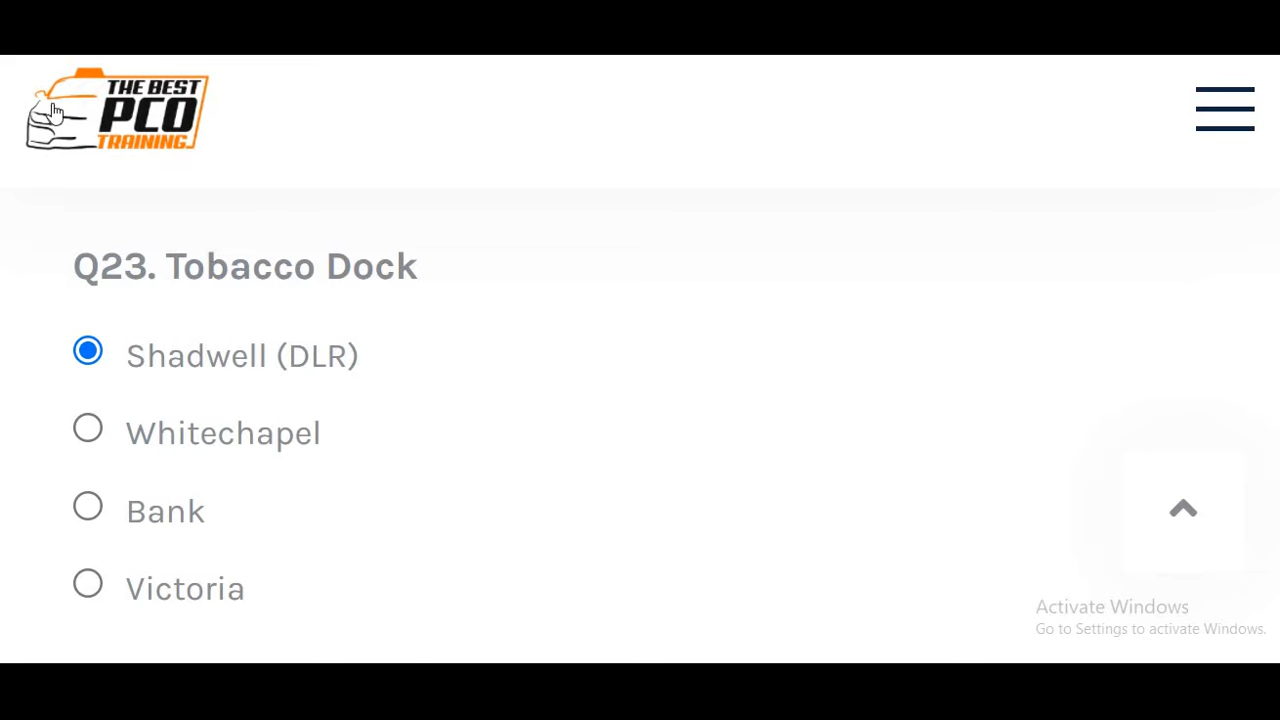 THE BEST
PCO
TRAINING
Q23. Tobacco Dock
Shadwell (DLR)
Whitechapel
Bank
Victoria
Activate Windows
Go to Settings to activate Windows.